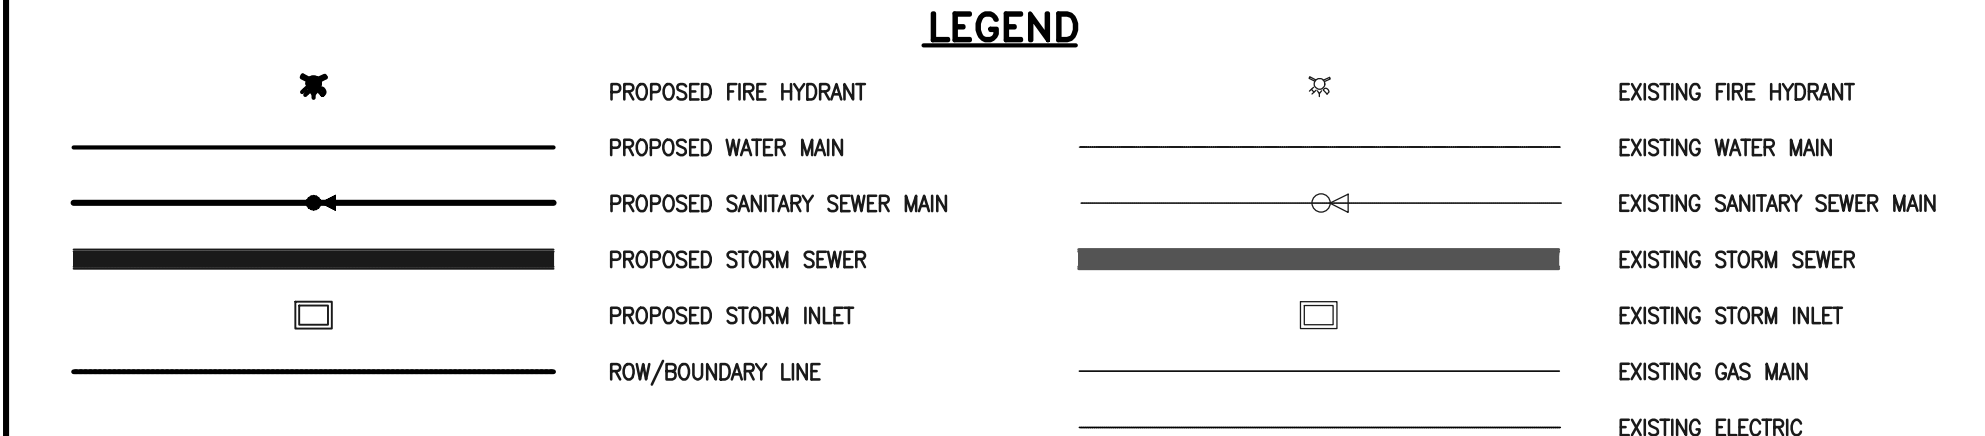 LEGEND
PROPOSED FIRE HYDRANT
EXISTING FIRE HYDRANT
PROPOSED WATER MAIN
EXISTING WATER MAIN
PROPOSED SANITARY SEWER MAIN
EXISTING SANITARY SEWER MAIN
PROPOSED STORM SEWER
EXISTING STORM SEWER
PROPOSED STORM INLET
EXISTING STORM INLET
ROW/BOUNDARY LINE
EXISTING GAS MAIN
EXISTING ELECTRIC